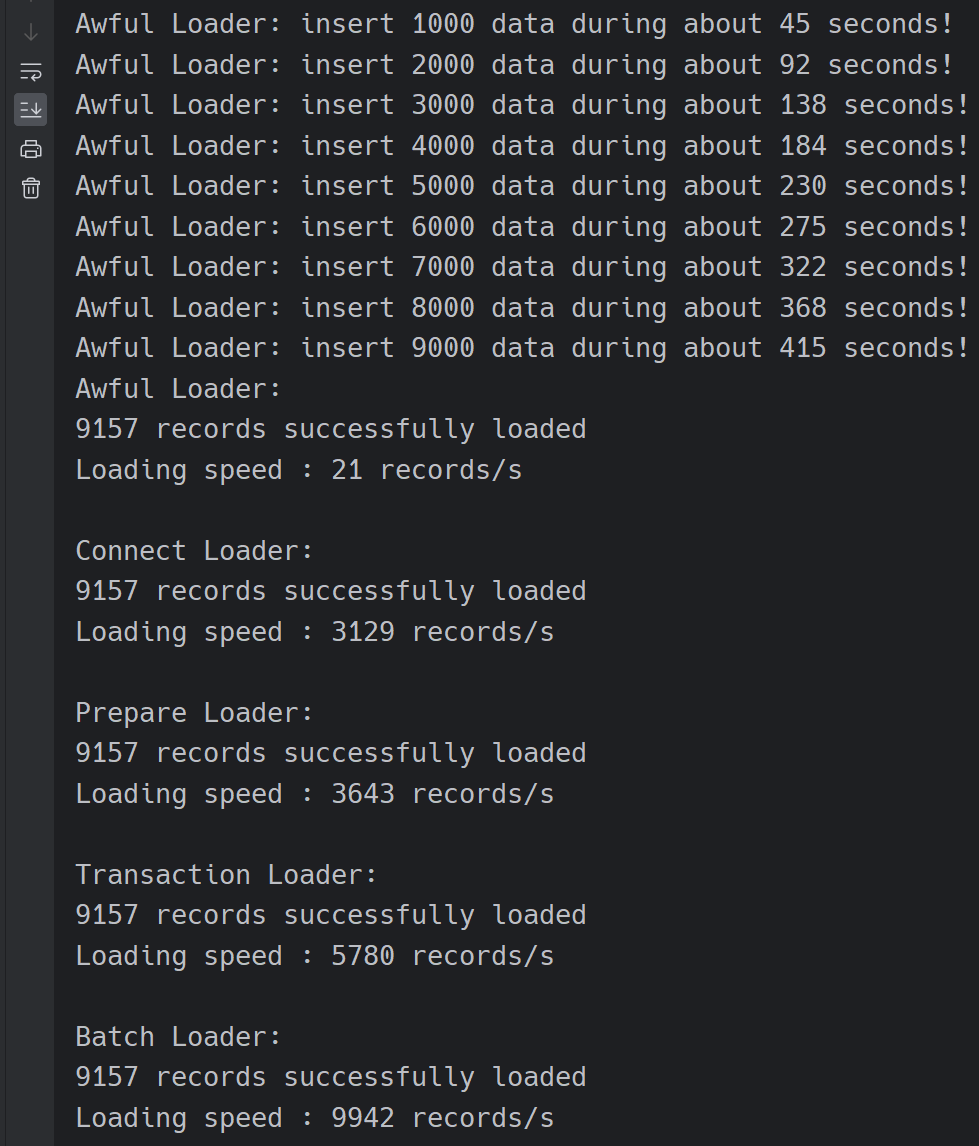 Awful Loader: insert 1000 data during about 45 seconds!
Awful Loader: insert 2000 data during about 92 seconds!
Awful Loader: insert 3000 data during about 138 seconds!
Awful Loader: insert 4000 data during about 184 seconds!
Awful Loader: insert 5000 data during about 230 seconds!
Awful Loader: insert 6000 data during about 275 seconds!
Awful Loader: insert 7000 data during about 322 seconds!
Awful Loader: insert 8000 data during about 368 seconds!
Awful Loader: insert 9000 data during about 415 seconds!
Awful Loader:
9157 records successfully loaded
Loading speed : 21 records/s
Connect Loader:
9157 records successfully loaded
Loading speed : 3129 records/s
Prepare Loader:
9157 records successfully loaded
Loading speed : 3643 records/s
Transaction Loader:
9157 records successfully loaded
Loading speed : 5780 records/s
Batch Loader:
9157 records successfully loaded
Loading speed : 9942 records/s